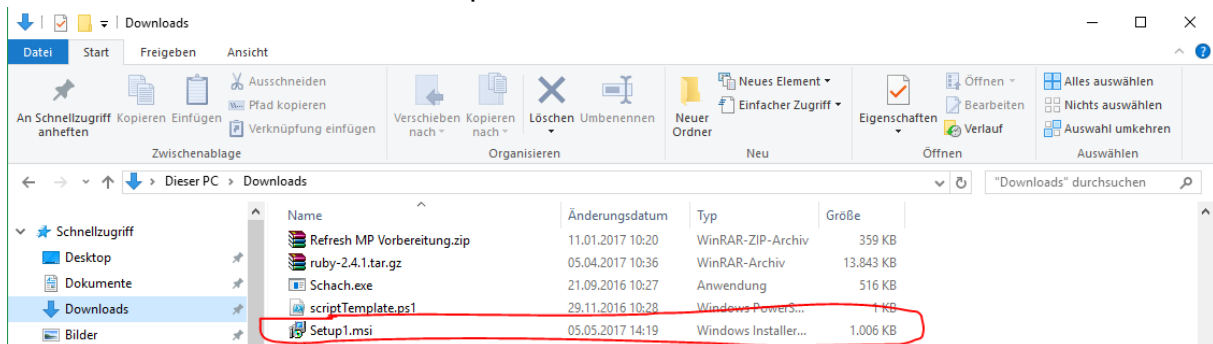 Downloads
Datei Start Freigeben Ansicht
An Schnellzugriff anheften
Kopieren
Einfügen
Ausschneiden
Pfad kopieren
Verknüpfung einfügen
Zwischenablage
Verschieben nach
Kopieren nach
Löschen
Umbenennen
Organisieren
Neuer Ordner
Neues Element
Einfacher Zugriff
Neu
Eigenschaften
Öffnen
Bearbeiten
Verlauf
Öffnen
Alles auswählen
Nichts auswählen
Auswahl umkehren
Auswählen
Dieser PC > Downloads
"Downloads" durchsuchen
Schnellzugriff
Desktop
Dokumente
Downloads
Bilder
Name Änderungsdatum Typ Größe
Refresh MP Vorbereitung.zip 11.01.2017 10:20 WinRAR-ZIP-Archiv 359 KB
ruby-2.4.1.tar.gz 05.04.2017 10:36 WinRAR-Archiv 13.843 KB
Schach.exe 21.09.2016 10:27 Anwendung 516 KB
scriptTemplate.ps1 29.11.2016 10:28 Windows PowerS... 1 KB
Setup1.msi 05.05.2017 14:19 Windows Installer... 1.006 KB